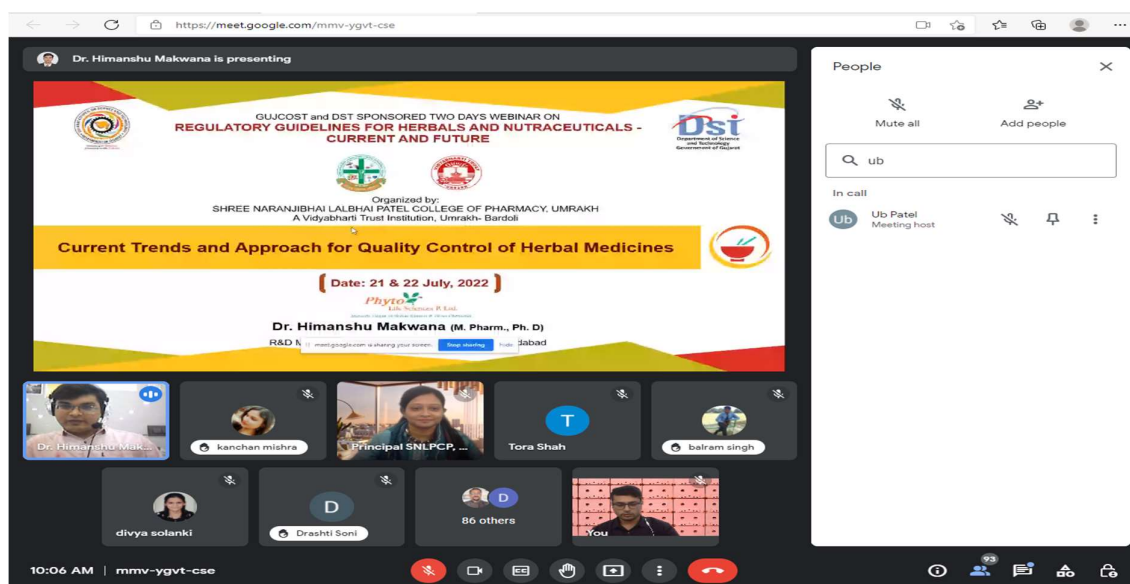 https://meet.google.com/mmv-ygvt-cse
Dr. Himanshu Makwana is presenting
GUJCOST and DST SPONSORED TWO DAYS WEBINAR ON
REGULATORY GUIDELINES FOR HERBALS AND NUTRACEUTICALS -
CURRENT AND FUTURE
DST
Department of Science
and Technology
Government of Gujarat
Organized by:
SHREE NARANJIBHAI LALBHAI PATEL COLLEGE OF PHARMACY, UMRAKH
A Vidyabharti Trust Institution, Umrakh- Bardoli
Current Trends and Approach for Quality Control of Herbal Medicines
[ Date: 21 & 22 July, 2022 ]
Phyto
Life Sciences P. Ltd.
Dr. Himanshu Makwana (M. Pharm., Ph. D)
R&D M
dabad
meet.google.com is sharing your screen.
Stop sharing
Hide
Dr. Himanshu Mak...
kanchan mishra
Principal SNLPCP, ...
T
Tora Shah
balram singh
divya solanki
D
Drashti Soni
D
86 others
You
10:06 AM | mmv-ygvt-cse
CC
93
People
Mute all
Add people
ub
In call
Ub
Ub Patel
Meeting host